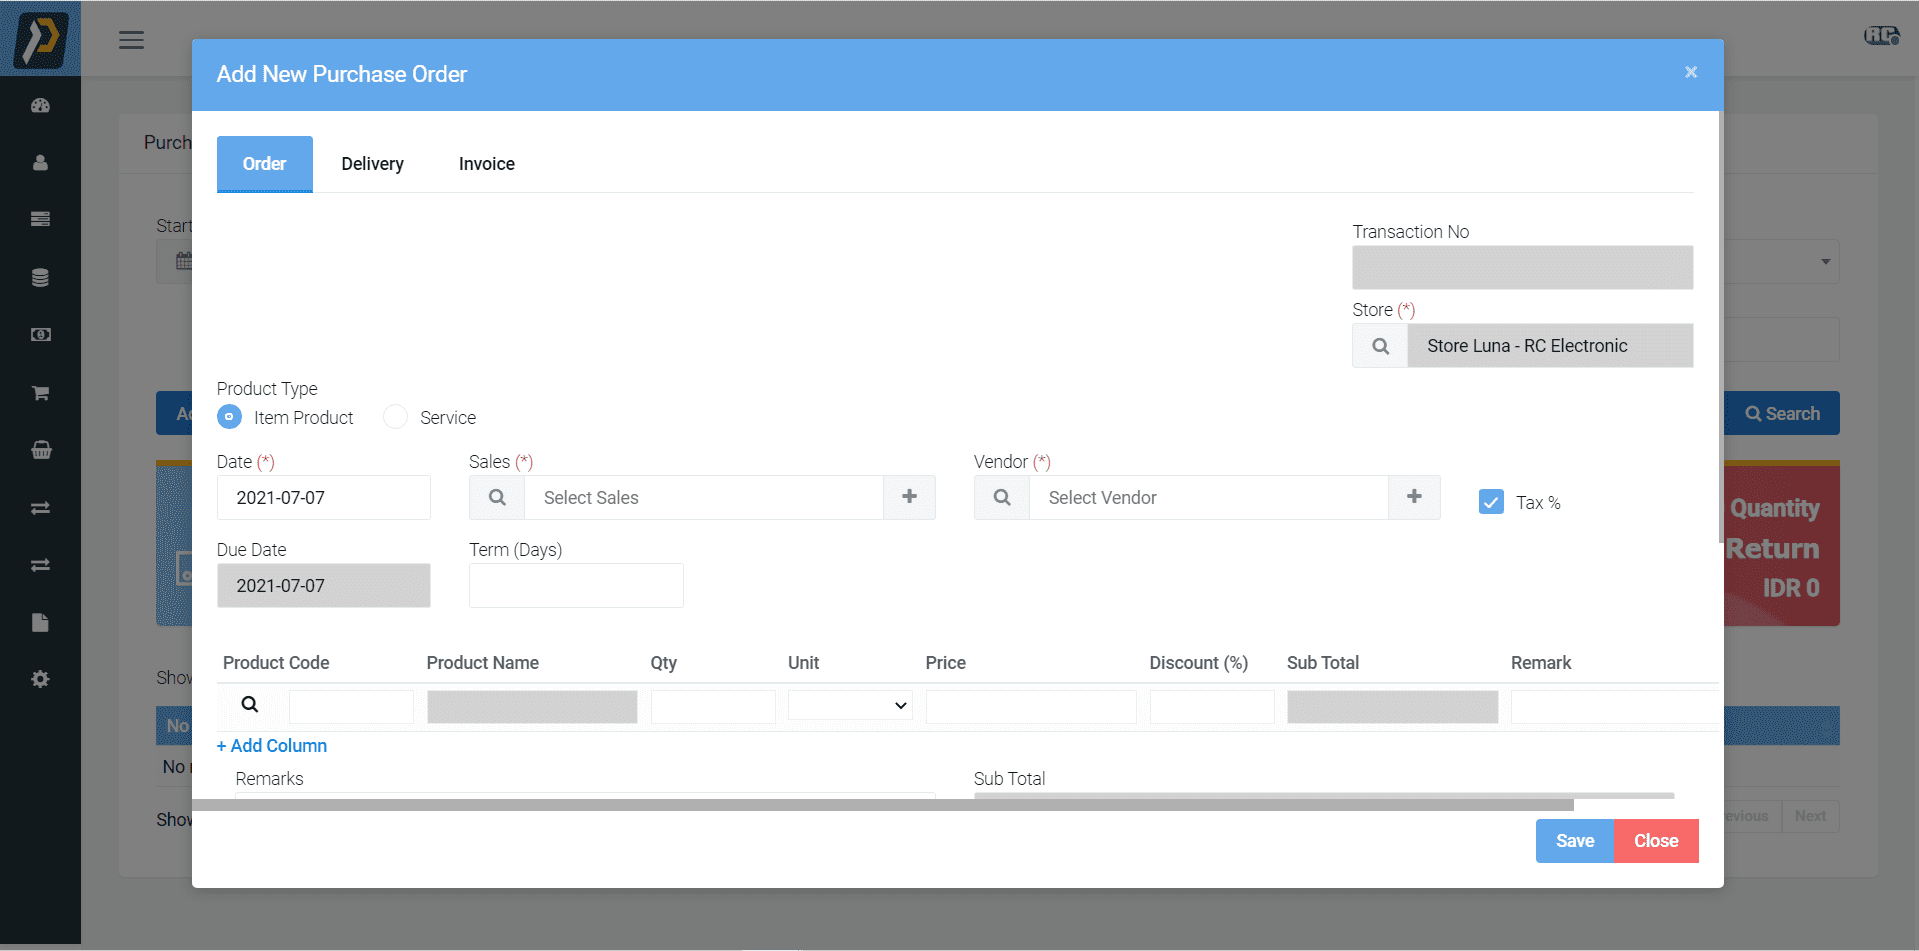 RC
Add New Purchase Order
×
Purch
Order
Delivery
Invoice
Start
Transaction No
Store (*)
Store Luna - RC Electronic
Product Type
Item Product
Service
Search
Date (*)
Sales (*)
Vendor (*)
2021-07-07
Select Sales
+
Select Vendor
+
Tax %
Quantity
Return
IDR 0
Due Date
Term (Days)
2021-07-07
Product Code
Product Name
Qty
Unit
Price
Discount (%)
Sub Total
Remark
Show
No
+ Add Column
No
Remarks
Sub Total
Show
evious
Next
Save
Close